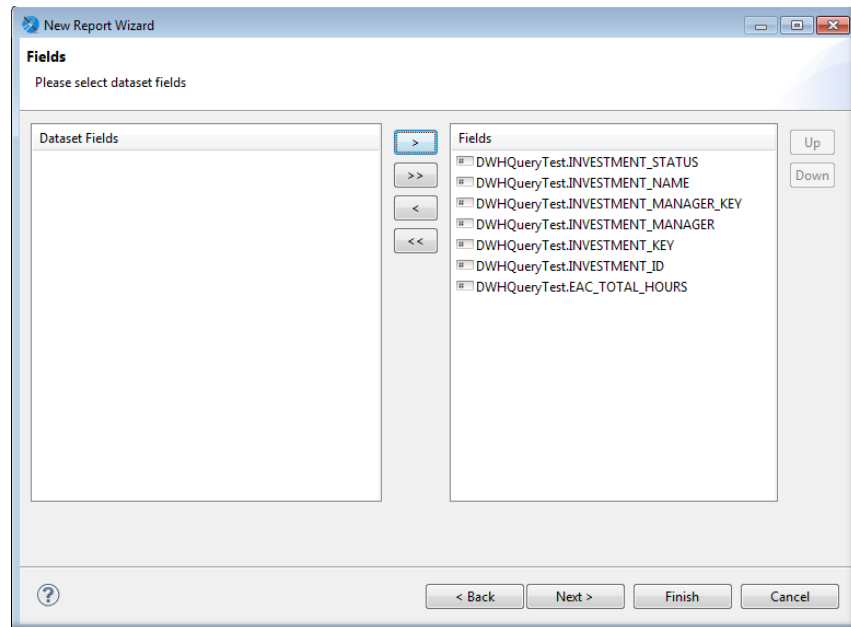 New Report Wizard
Fields
Please select dataset fields
Dataset Fields
>
>>
<
<<
Fields
DWHQueryTest.INVESTMENT_STATUS
DWHQueryTest.INVESTMENT_NAME
DWHQueryTest.INVESTMENT_MANAGER_KEY
DWHQueryTest.INVESTMENT_MANAGER
DWHQueryTest.INVESTMENT_KEY
DWHQueryTest.INVESTMENT_ID
DWHQueryTest.EAC_TOTAL_HOURS
Up
Down
?
< Back Next > Finish Cancel